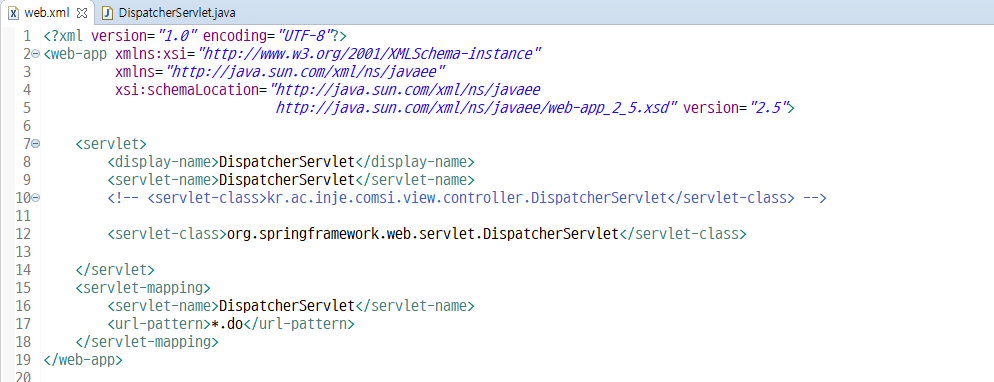 web.xml DispatcherServlet.java
1 <?xml version="1.0" encoding="UTF-8"?>
2 <web-app xmlns:xsi="http://www.w3.org/2001/XMLSchema-instance"
3 xmlns="http://java.sun.com/xml/ns/javaee"
4 xsi:schemaLocation="http://java.sun.com/xml/ns/javaee
5 http://java.sun.com/xml/ns/javaee/web-app_2_5.xsd" version="2.5">
6
7 <servlet>
8 <display-name>DispatcherServlet</display-name>
9 <servlet-name>DispatcherServlet</servlet-name>
10 <!-- <servlet-class>kr.ac.inje.comsi.view.controller.DispatcherServlet</servlet-class> -->
11
12 <servlet-class>org.springframework.web.servlet.DispatcherServlet</servlet-class>
13
14 </servlet>
15 <servlet-mapping>
16 <servlet-name>DispatcherServlet</servlet-name>
17 <url-pattern>*.do</url-pattern>
18 </servlet-mapping>
19 </web-app>
20